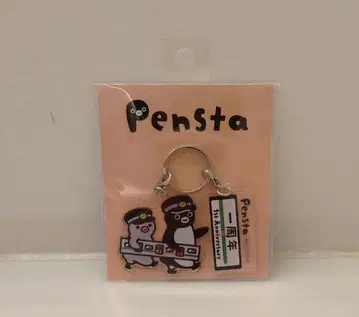 Pensta
Pensta
一周年
1st Anniversary